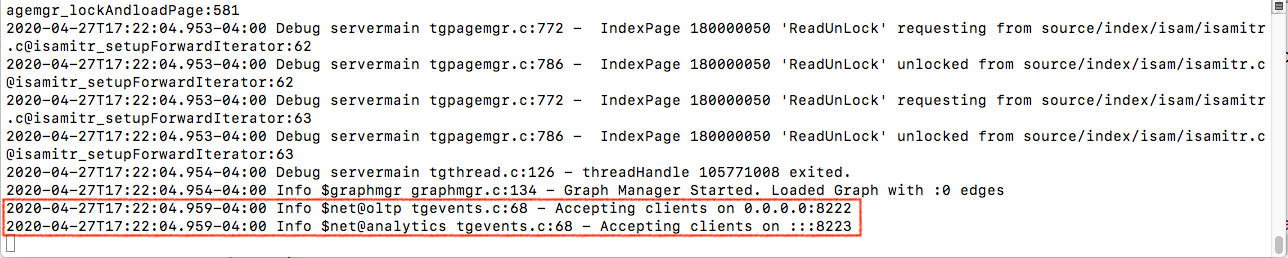 agemgr_lockAndloadPage:581
2020-04-27T17:22:04.953-04:00 Debug servermain tgpagemgr.c:772 -  IndexPage 180000050 'ReadUnLock' requesting from source/index/isam/isamitr
.c@isamitr_setupForwardIterator:62
2020-04-27T17:22:04.953-04:00 Debug servermain tgpagemgr.c:786 -  IndexPage 180000050 'ReadUnLock' unlocked from source/index/isam/isamitr.c
@isamitr_setupForwardIterator:62
2020-04-27T17:22:04.953-04:00 Debug servermain tgpagemgr.c:772 -  IndexPage 180000050 'ReadUnLock' requesting from source/index/isam/isamitr
.c@isamitr_setupForwardIterator:63
2020-04-27T17:22:04.953-04:00 Debug servermain tgpagemgr.c:786 -  IndexPage 180000050 'ReadUnLock' unlocked from source/index/isam/isamitr.c
@isamitr_setupForwardIterator:63
2020-04-27T17:22:04.954-04:00 Debug servermain tgthread.c:126 - threadHandle 105771008 exited.
2020-04-27T17:22:04.954-04:00 Info $graphmgr graphmgr.c:134 - Graph Manager Started. Loaded Graph with :0 edges
2020-04-27T17:22:04.959-04:00 Info $net@oltp tgevents.c:68 - Accepting clients on 0.0.0.0:8222
2020-04-27T17:22:04.959-04:00 Info $net@analytics tgevents.c:68 - Accepting clients on :::8223